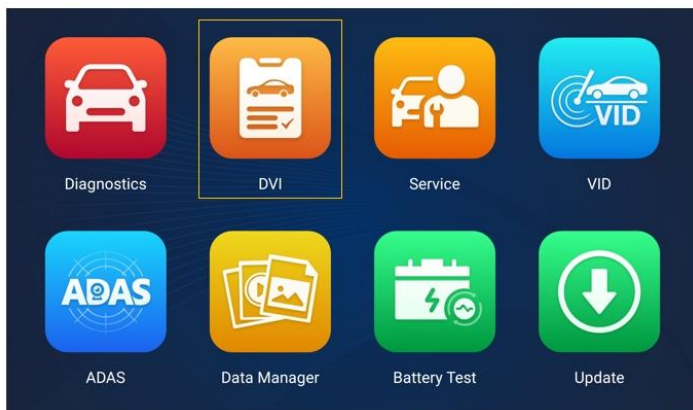 VID
Diagnostics
DVI
Service
VID
ADAS
ADAS
Data Manager
Battery Test
Update